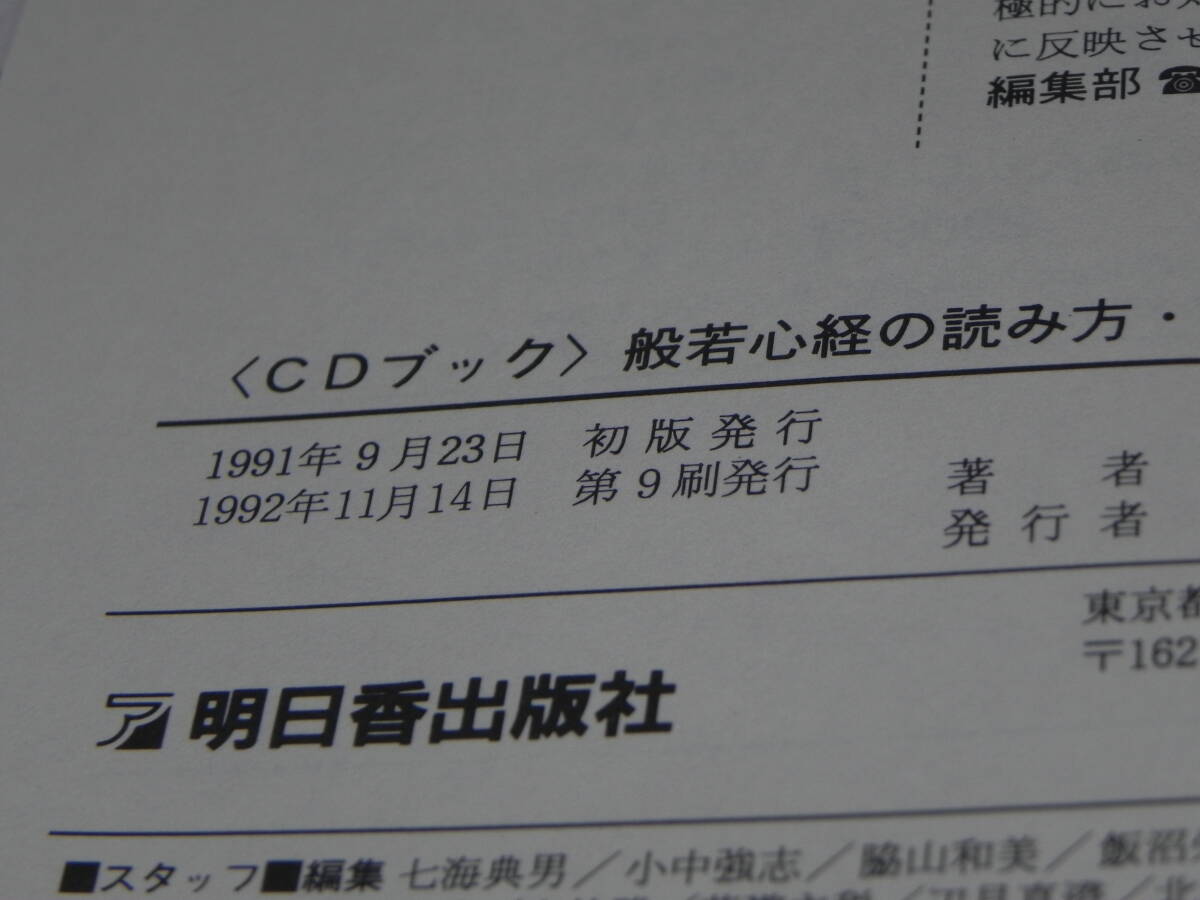 極的にお
に反映させ
編集部 ☎
〈CDブック〉般若心経の読み方・
1991年9月23日 初版発行
1992年11月14日 第9刷発行
著 者
発行者
東京都
〒162
ア 明日香出版社
■スタッフ■編集 七海典男／小中強志／脇山和美／飯沼